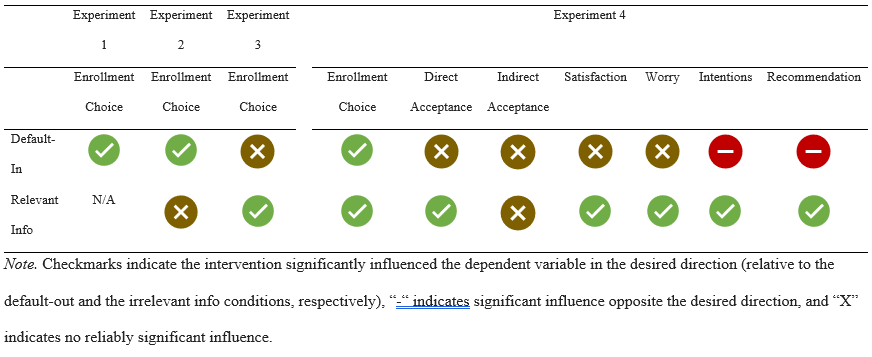 Experiment Experiment Experiment Experiment 4
1 2 3
Enrollment Enrollment Enrollment Enrollment Direct Indirect Satisfaction Worry Intentions Recommendation
Choice Choice Choice Choice Acceptance Acceptance
Default-
In
Relevant N/A
Info
Note. Checkmarks indicate the intervention significantly influenced the dependent variable in the desired direction (relative to the
default-out and the irrelevant info conditions, respectively), “-“ indicates significant influence opposite the desired direction, and “X”
indicates no reliably significant influence.